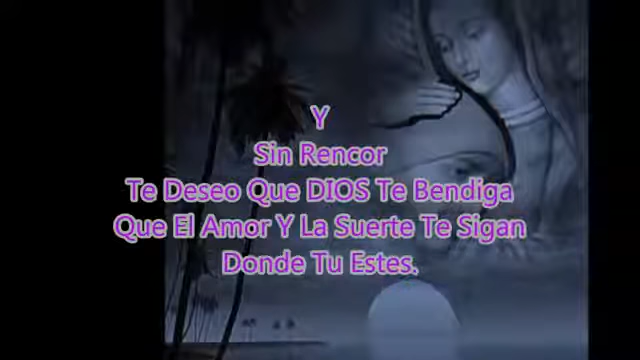 Y
Sin Rencor
Te Deseo Que DIOS Te Bendiga
Que El Amor Y La Suerte Te Sigan
Donde Tu Estes.